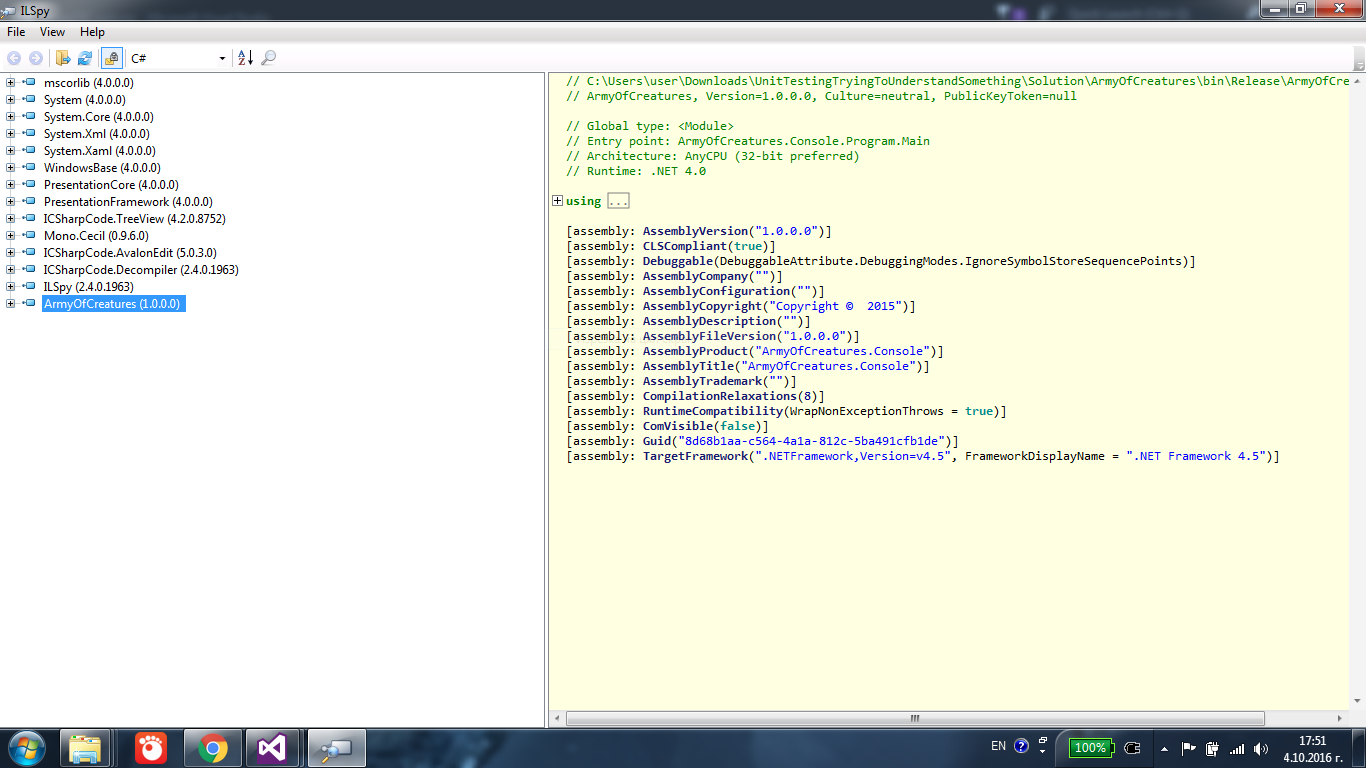 ILSpy
File View Help
C#
mscorlib (4.0.0.0)
System (4.0.0.0)
System.Core (4.0.0.0)
System.Xml (4.0.0.0)
System.Xaml (4.0.0.0)
WindowsBase (4.0.0.0)
PresentationCore (4.0.0.0)
PresentationFramework (4.0.0.0)
ICSharpCode.TreeView (4.2.0.8752)
Mono.Cecil (0.9.6.0)
ICSharpCode.AvalonEdit (5.0.3.0)
ICSharpCode.Decompiler (2.4.0.1963)
ILSpy (2.4.0.1963)
ArmyOfCreatures (1.0.0.0)
// C:\Users\user\Downloads\UnitTestingTryingToUnderstandSomething\Solution\ArmyOfCreatures\bin\Release\ArmyOfCre
// ArmyOfCreatures, Version=1.0.0.0, Culture=neutral, PublicKeyToken=null
// Global type: <Module>
// Entry point: ArmyOfCreatures.Console.Program.Main
// Architecture: AnyCPU (32-bit preferred)
// Runtime: .NET 4.0
using ...
[assembly: AssemblyVersion("1.0.0.0")]
[assembly: CLSCompliant(true)]
[assembly: Debuggable(DebuggableAttribute.DebuggingModes.IgnoreSymbolStoreSequencePoints)]
[assembly: AssemblyCompany("")]
[assembly: AssemblyConfiguration("")]
[assembly: AssemblyCopyright("Copyright ©  2015")]
[assembly: AssemblyDescription("")]
[assembly: AssemblyFileVersion("1.0.0.0")]
[assembly: AssemblyProduct("ArmyOfCreatures.Console")]
[assembly: AssemblyTitle("ArmyOfCreatures.Console")]
[assembly: AssemblyTrademark("")]
[assembly: CompilationRelaxations(8)]
[assembly: RuntimeCompatibility(WrapNonExceptionThrows = true)]
[assembly: ComVisible(false)]
[assembly: Guid("8d68b1aa-c564-4a1a-812c-5ba491cfb1de")]
[assembly: TargetFramework(".NETFramework,Version=v4.5", FrameworkDisplayName = ".NET Framework 4.5")]
EN
100%
17:51
4.10.2016 г.